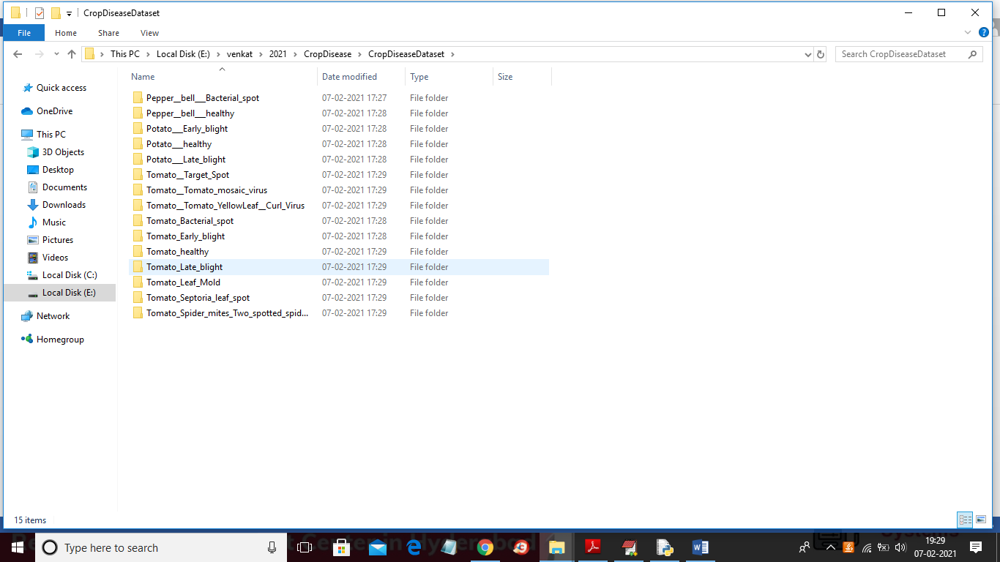 CropDiseaseDataset
File Home Share View
This PC Local Disk (E:) venkat 2021 CropDisease CropDiseaseDataset
Search CropDiseaseDataset
Name Date modified Type Size
Quick access
OneDrive
This PC
3D Objects
Desktop
Documents
Downloads
Music
Pictures
Videos
Local Disk (C:)
Local Disk (E:)
Network
Homegroup
Pepper__bell___Bacterial_spot 07-02-2021 17:27 File folder
Pepper__bell___healthy 07-02-2021 17:28 File folder
Potato___Early_blight 07-02-2021 17:28 File folder
Potato___healthy 07-02-2021 17:28 File folder
Potato___Late_blight 07-02-2021 17:28 File folder
Tomato__Target_Spot 07-02-2021 17:29 File folder
Tomato__Tomato_mosaic_virus 07-02-2021 17:29 File folder
Tomato__Tomato_YellowLeaf__Curl_Virus 07-02-2021 17:29 File folder
Tomato_Bacterial_spot 07-02-2021 17:28 File folder
Tomato_Early_blight 07-02-2021 17:28 File folder
Tomato_healthy 07-02-2021 17:29 File folder
Tomato_Late_blight 07-02-2021 17:29 File folder
Tomato_Leaf_Mold 07-02-2021 17:29 File folder
Tomato_Septoria_leaf_spot 07-02-2021 17:29 File folder
Tomato_Spider_mites_Two_spotted_spid... 07-02-2021 17:29 File folder
15 items
Type here to search
19:29
07-02-2021